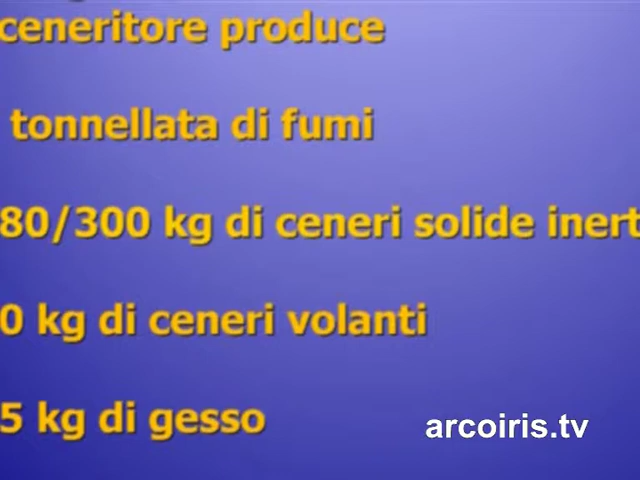 ceneritore produce
tonnellata di fumi
80/300 kg di ceneri solide inert
0 kg di ceneri volanti
5 kg di gesso
arcoiris.tv